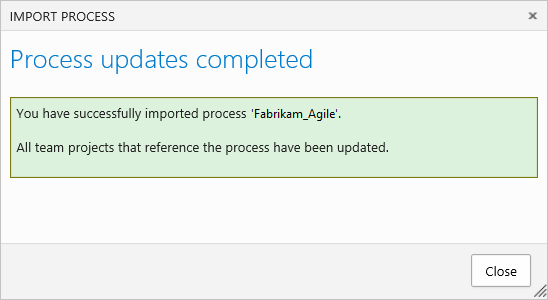 IMPORT PROCESS
Process updates completed
You have successfully imported process 'Fabrikam_Agile'.
All team projects that reference the process have been updated.
Close